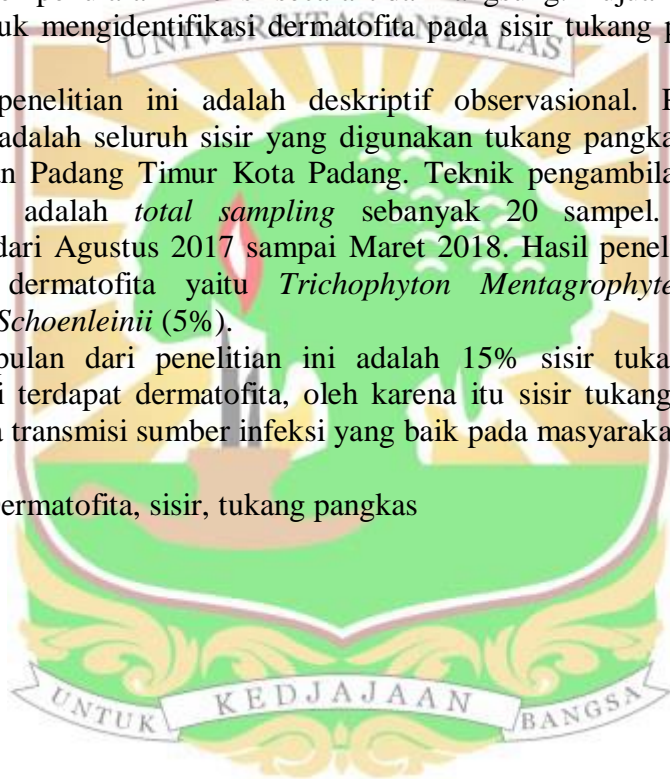 UNIVERSITAS ANDALAS
uk mengidentifikasi dermatofita pada sisir tukang p
penelitian ini adalah deskriptif observasional.
adalah seluruh sisir yang digunakan tukang pangka
n Padang Timur Kota Padang. Teknik pengambila
adalah total sampling sebanyak 20 sampel.
dari Agustus 2017 sampai Maret 2018. Hasil penel
dermatofita yaitu Trichophyton Mentagrophyte
Schoenleinii (5%).
pulan dari penelitian ini adalah 15% sisir tuka
i terdapat dermatofita, oleh karena itu sisir tukang
a transmisi sumber infeksi yang baik pada masyaraka
ermatofita, sisir, tukang pangkas
UNTUK KEDJAJAAN BANGSA